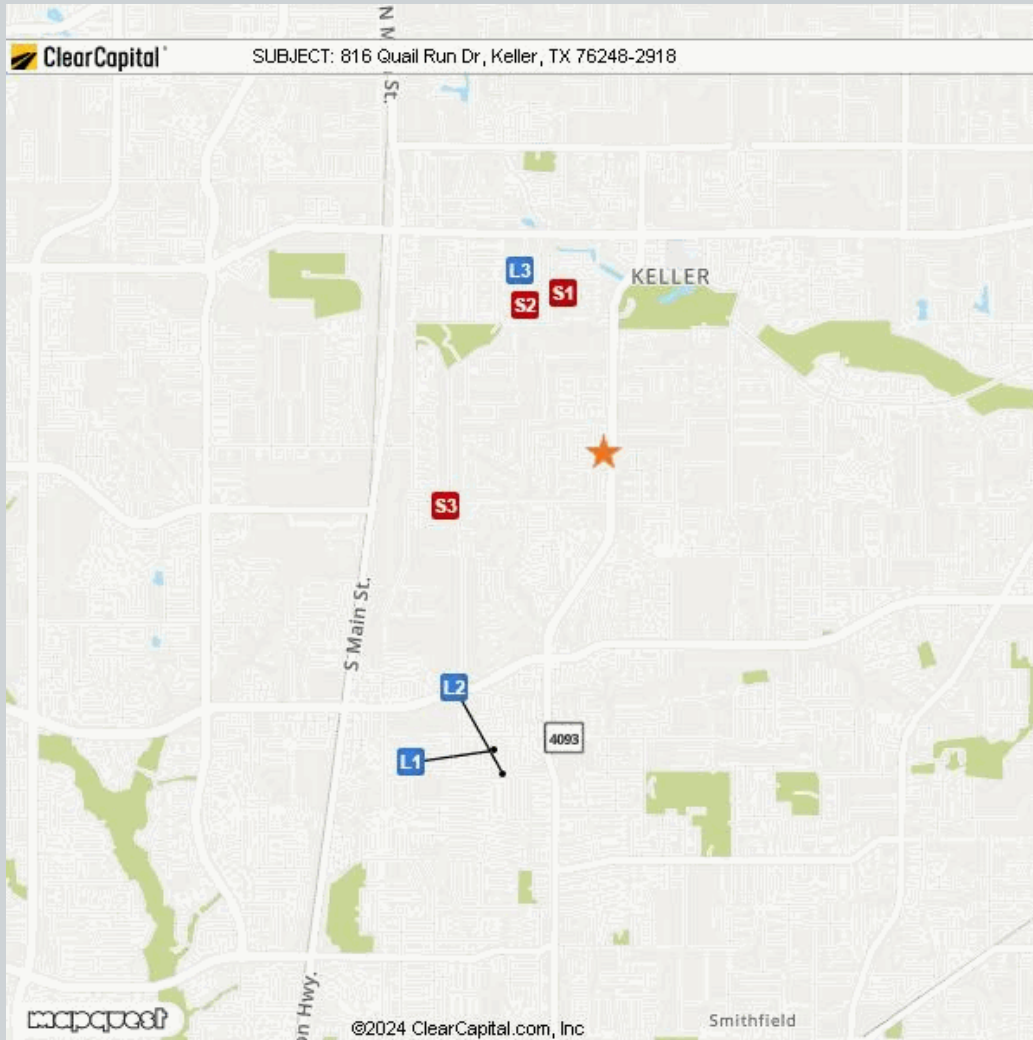 N M St.
ClearCapital
SUBJECT: 816 Quail Run Dr, Keller, TX 76248-2918
L3
KELLER
S1
S2
S3
S Main St.
L2
4093
L1
on Hwy.
mapquest
©2024 ClearCapital.com, Inc
Smithfield